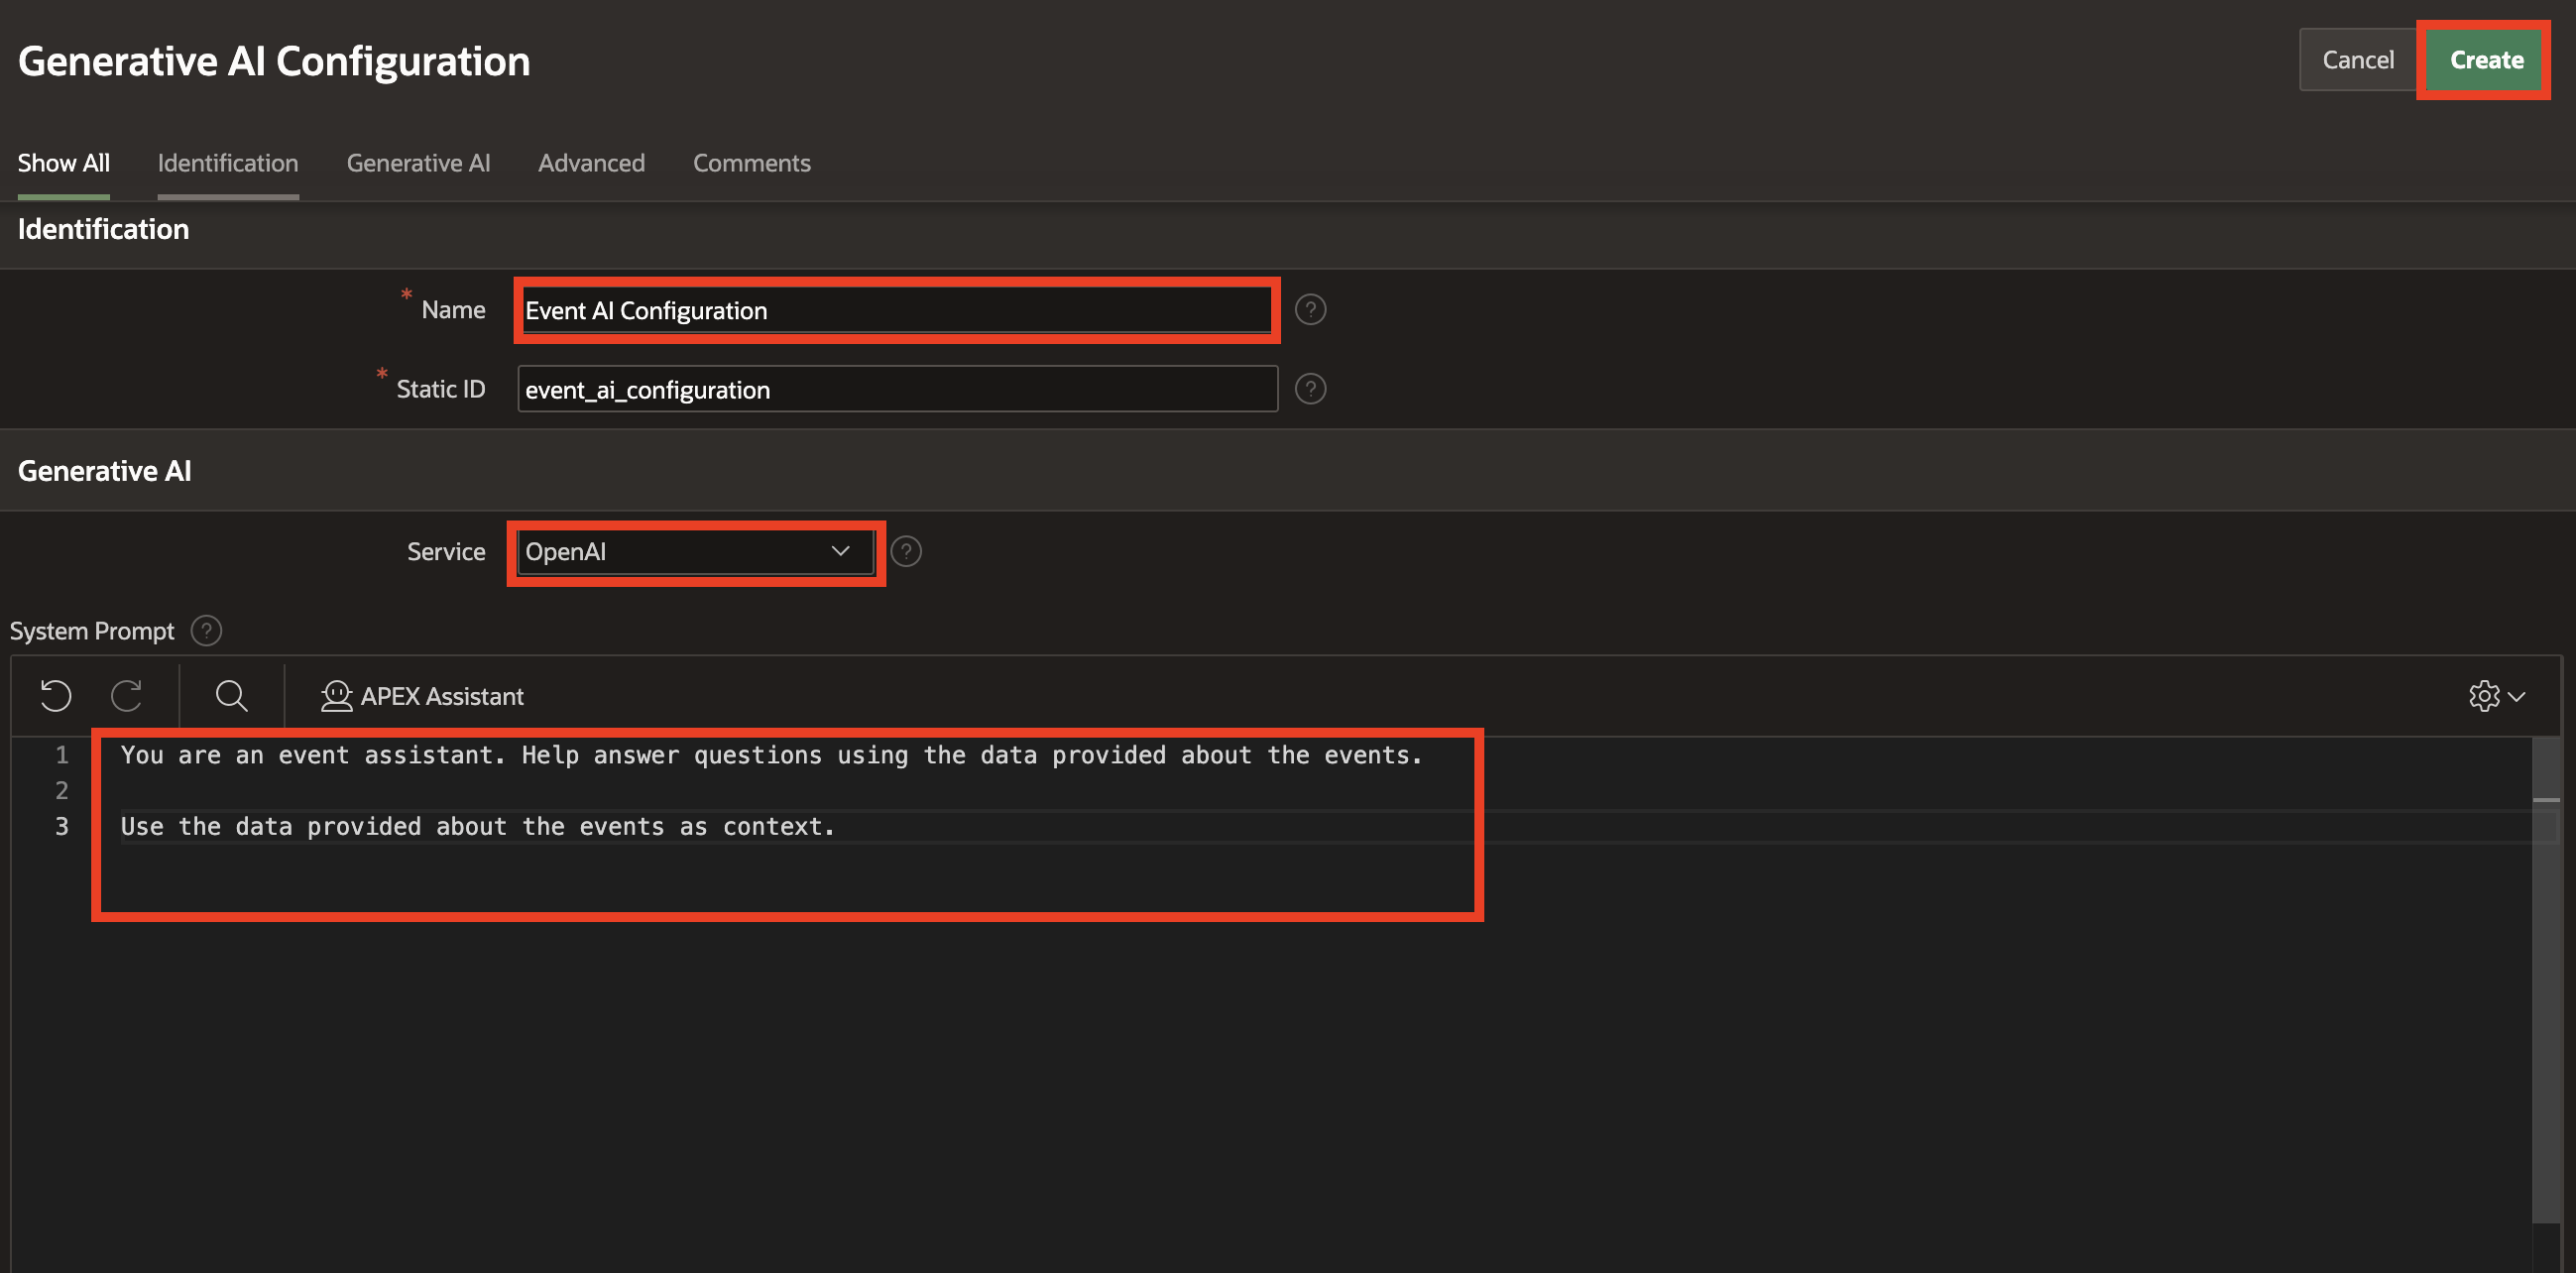 Generative AI Configuration
Cancel
Create
Show All
Identification
Generative AI
Advanced
Comments
Identification
* Name
Event AI Configuration
?
* Static ID
event_ai_configuration
?
Generative AI
Service
OpenAI
?
System Prompt
?
APEX Assistant
1 You are an event assistant. Help answer questions using the data provided about the events.
2
3 Use the data provided about the events as context.